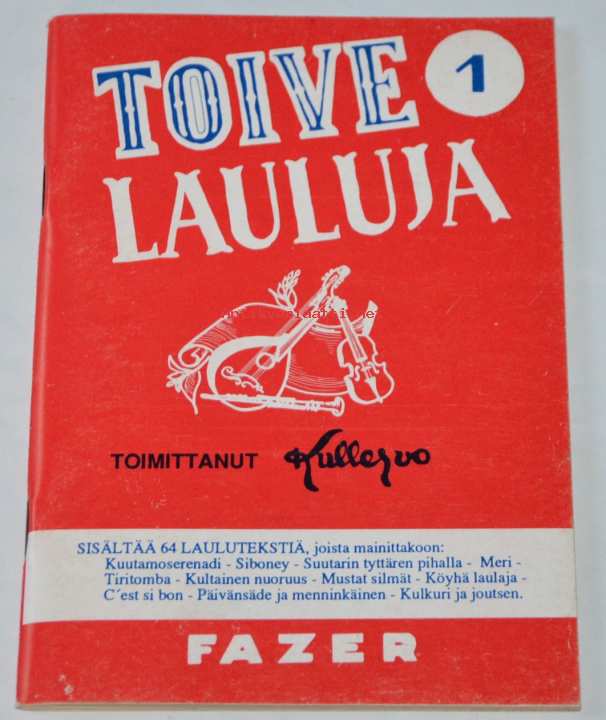 TOIVE 1
LAULUJA
TOIMITTANUT Kullervo
SISÄLTÄÄ 64 LAULUTEKSTIÄ, joista mainittakoon:
Kuutamoserenadi - Siboney - Suutarin tyttären pihalla - Meri -
Tiritomba - Kultainen nuoruus - Mustat silmät - Köyhä laulaja -
C´est si bon - Päivänsäde ja menninkäinen - Kulkuri ja joutsen.
FAZER